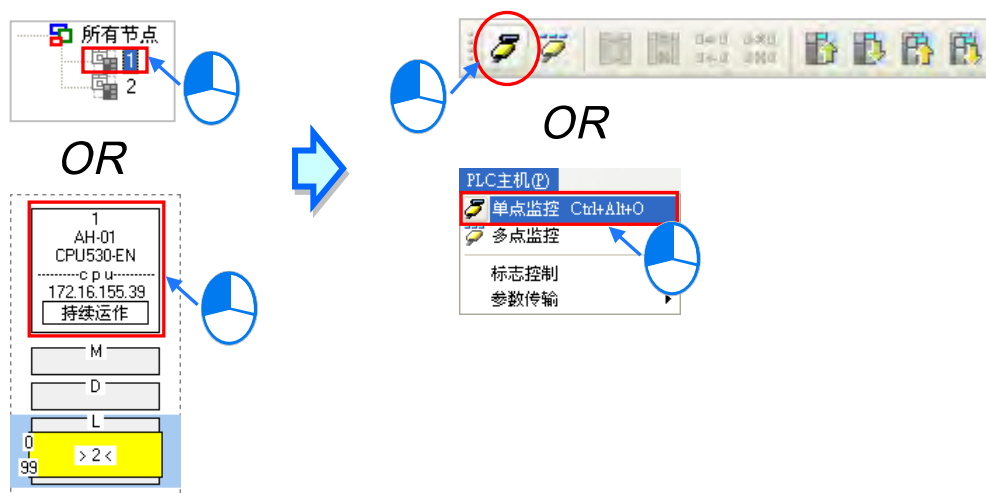 所有节点
1
2
OR
1
AH-01
CPU530-EN
--------cpu--------
172.16.155.39
持续运作
M
D
L
0
> 2 <
99
OR
PLC主机(P)
单点监控 Ctrl+Alt+O
多点监控
标志控制
参数传输